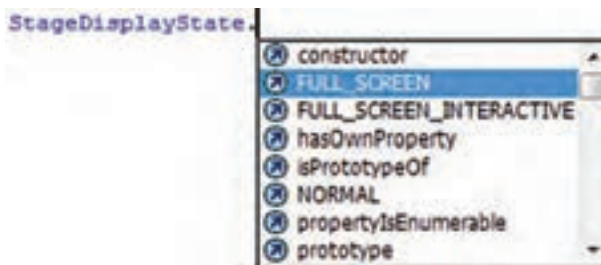 StageDisplayState.
constructor
FULL_SCREEN
FULL_SCREEN_INTERACTIVE
hasOwnProperty
isPrototypeOf
NORMAL
propertyIsEnumerable
prototype